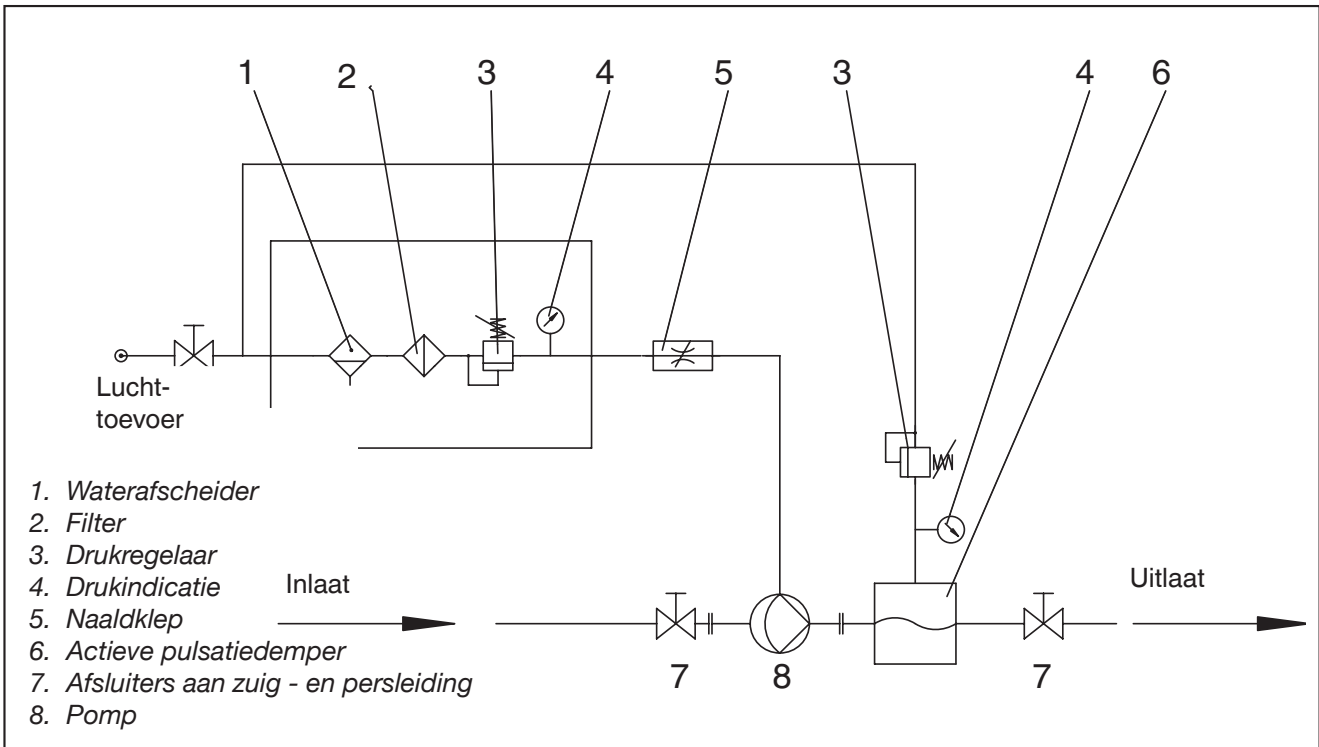 1 2 3 4 5 3 4 6
Lucht-
toevoer
1. Waterafscheider
2. Filter
3. Drukregelaar
4. Drukindicatie
5. Naaldklep
6. Actieve pulsatiedemper
7. Afsluiters aan zuig - en persleiding
8. Pomp
Inlaat
Uitlaat
7 8 7